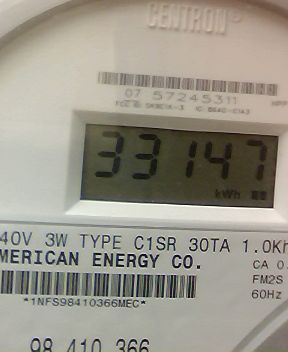 CENTRON®
07 57245311
33147
kWh
40V 3W TYPE C1SR 30TA 1.0Kh
MERICAN ENERGY CO.
CA 0.
FM2S
60Hz
*1NFS98410366MEC*
98 410 366